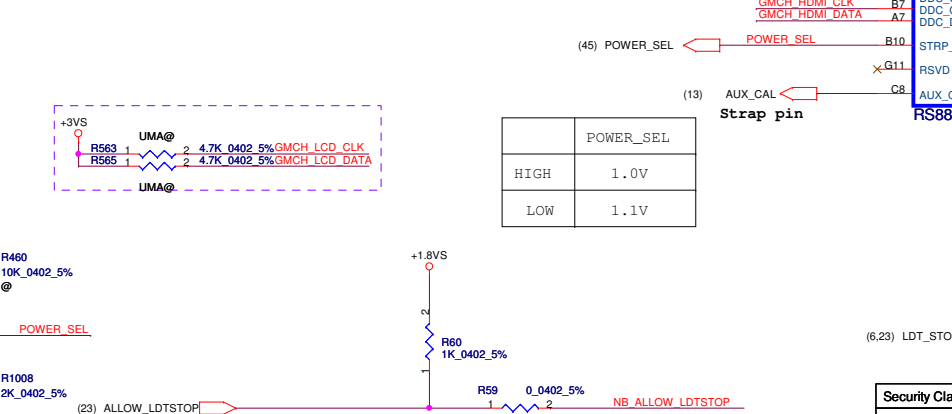 GMCH_HDMI_CLK B7
GMCH_HDMI_DATA A7
(45) POWER_SEL POWER_SEL B10 STRP_
G11 RSVD
(13) AUX_CAL C8 AUX_C
Strap pin RS88
+3VS
UMA@
R563 1 2 4.7K_0402_5% GMCH_LCD_CLK
R565 1 2 4.7K_0402_5% GMCH_LCD_DATA
UMA@
POWER_SEL
HIGH 1.0V
LOW 1.1V
R460
10K_0402_5%
@
POWER_SEL
R1008
2K_0402_5%
+1.8VS
2
R60
1K_0402_5%
1
(23) ALLOW_LDTSTOP
R59 0_0402_5%
1 2 NB_ALLOW_LDTSTOP
(6,23) LDT_STO
Security Cla